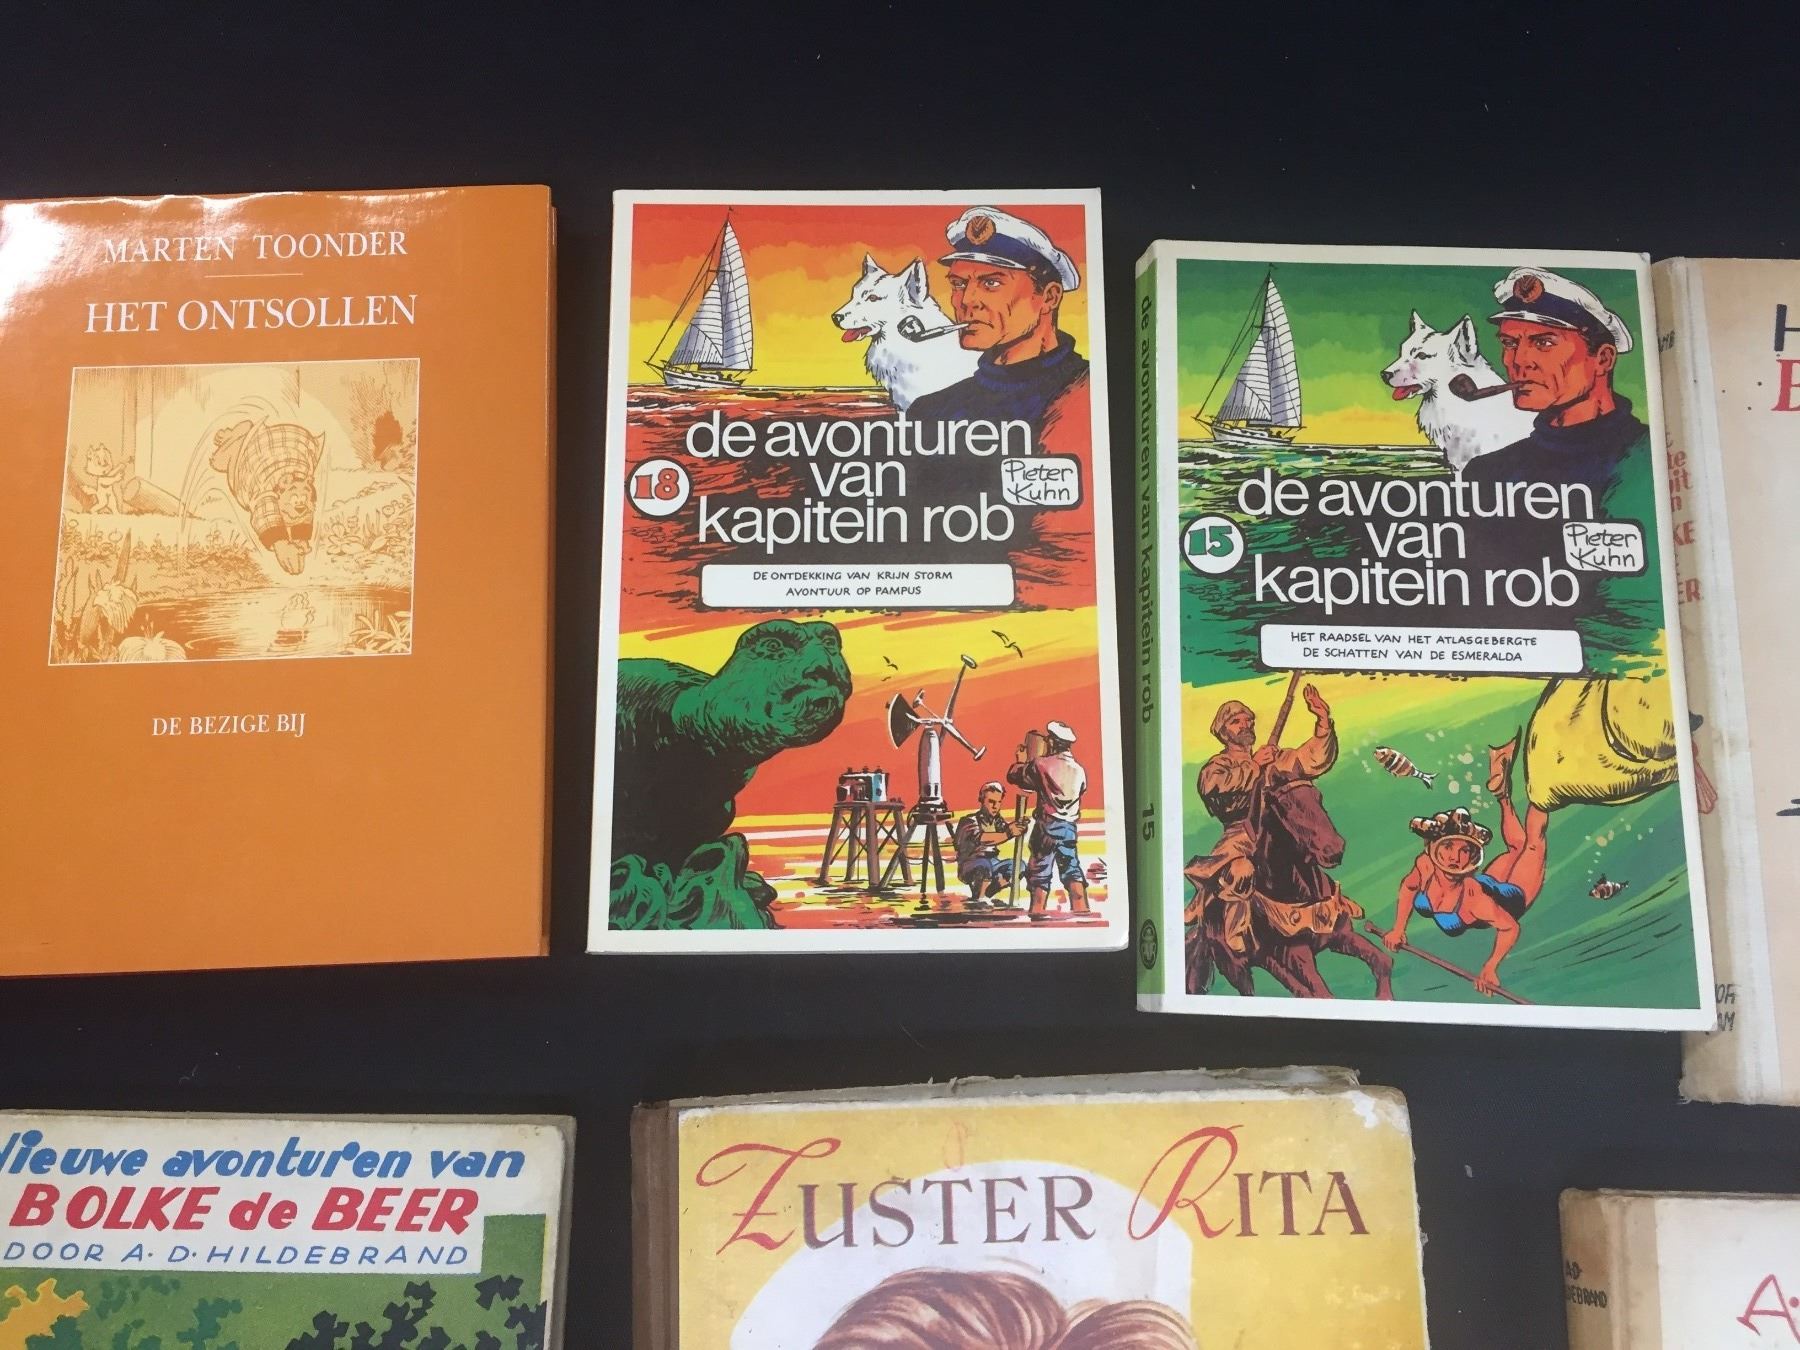 MARTEN TOONDER
HET ONTSOLLEN
DE BEZIGE BIJ
de avonturen
van
kapitein rob
18
Pieter
Kuhn
DE ONTDEKKING VAN KRIJN STORM
AVONTUUR OP PAMPUS
de avonturen van kapitein rob
15
de avonturen
van
kapitein rob
15
Pieter
Kuhn
HET RAADSEL VAN HET ATLASGEBERGTE
DE SCHATTEN VAN DE ESMERALDA
Nieuwe avonturen van
BOLKE de BEER
DOOR A. D. HILDEBRAND
ZUSTER RITA